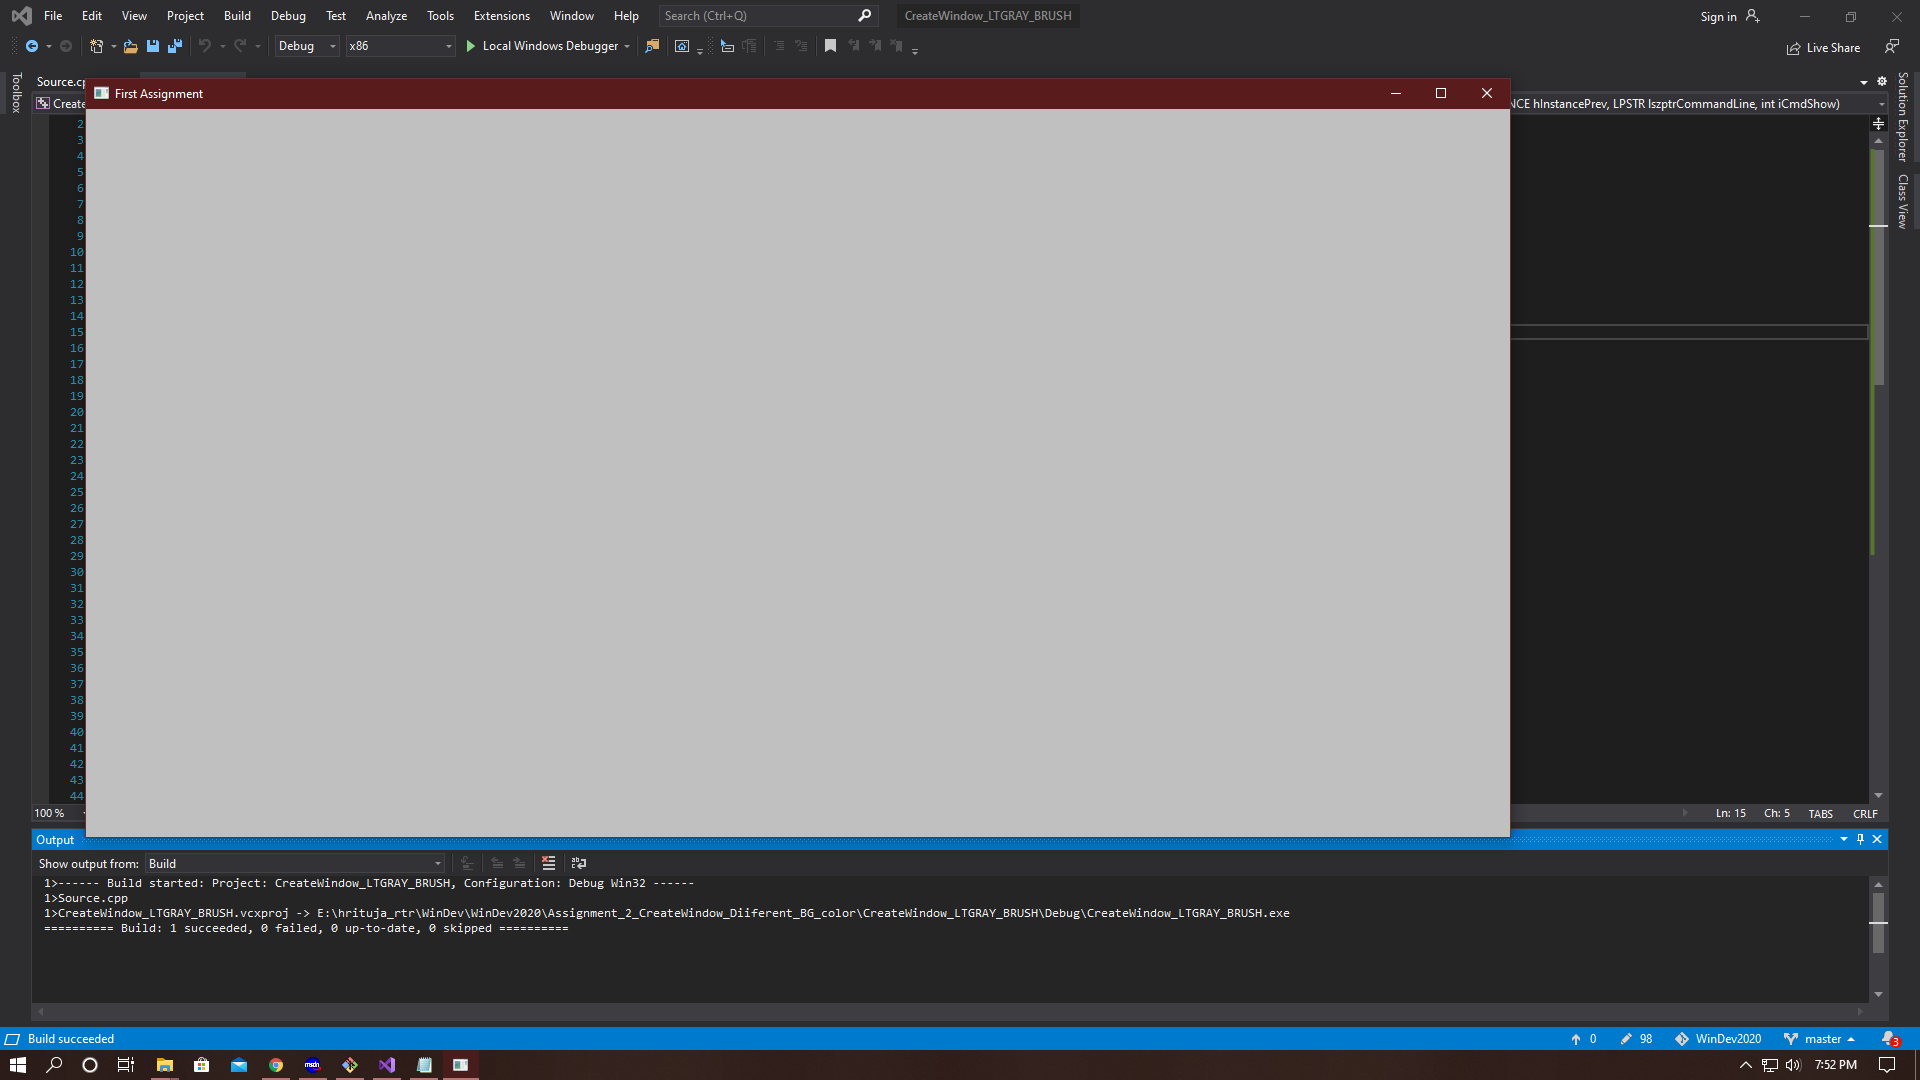 File Edit View Project Build Debug Test Analyze Tools Extensions Window Help Search (Ctrl+Q) CreateWindow_LTGRAY_BRUSH Sign in
Debug x86 Local Windows Debugger Live Share
Toolbox
Source.cp
First Assignment
Create
NCE hInstancePrev, LPSTR lszptrCommandLine, int iCmdShow)
Solution Explorer
Class View
2
3
4
5
6
7
8
9
10
11
12
13
14
15
16
17
18
19
20
21
22
23
24
25
26
27
28
29
30
31
32
33
34
35
36
37
38
39
40
41
42
43
44
100 % Ln: 15 Ch: 5 TABS CRLF
Output
Show output from: Build
1>------ Build started: Project: CreateWindow_LTGRAY_BRUSH, Configuration: Debug Win32 ------
1>Source.cpp
1>CreateWindow_LTGRAY_BRUSH.vcxproj -> E:\hrituja_rtr\WinDev\WinDev2020\Assignment_2_CreateWindow_Diiferent_BG_color\CreateWindow_LTGRAY_BRUSH\Debug\CreateWindow_LTGRAY_BRUSH.exe
========== Build: 1 succeeded, 0 failed, 0 up-to-date, 0 skipped ==========
Build succeeded 0 98 WinDev2020 master 3
msdn 7:52 PM